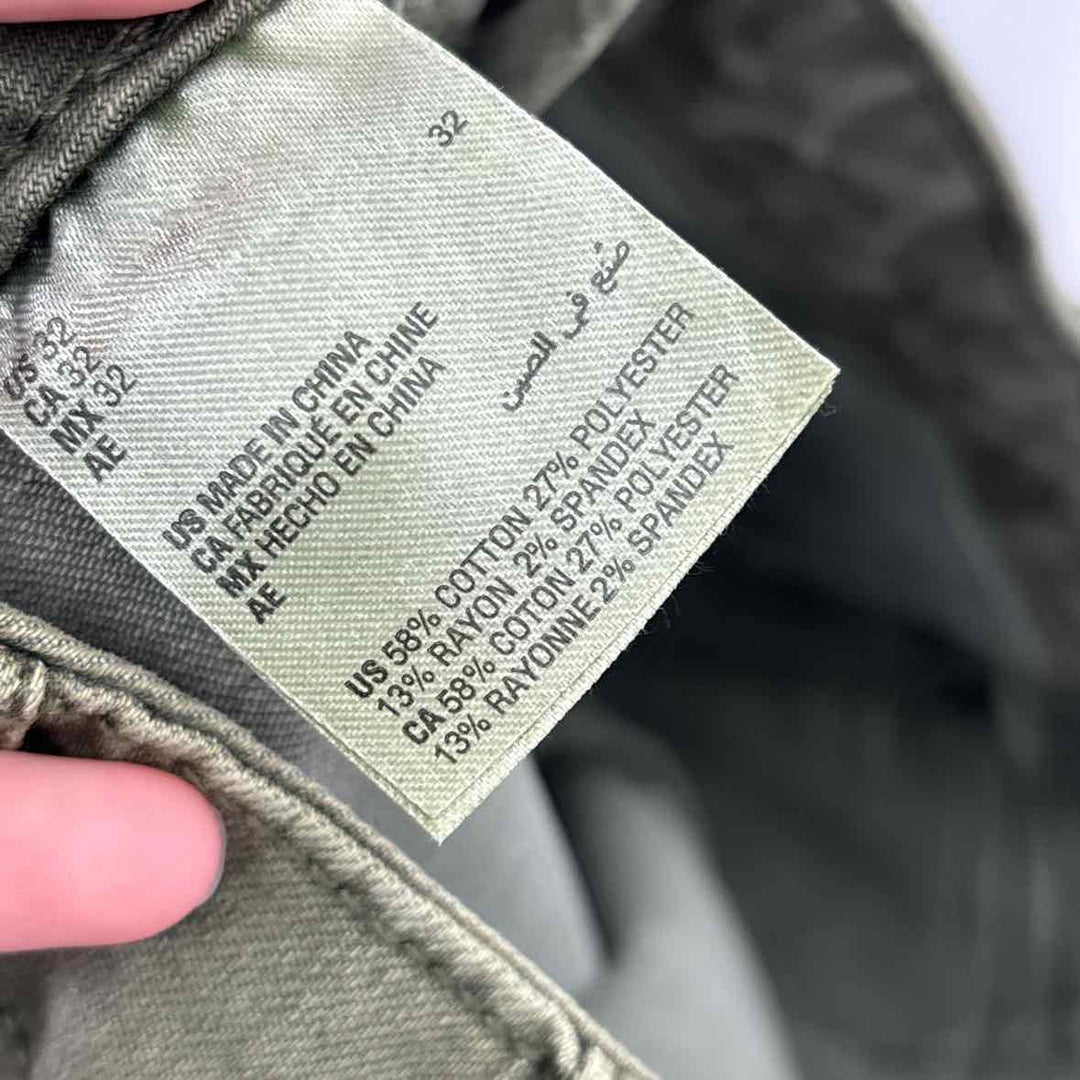 US 32
CA 32
MX 32
AE
32
US MADE IN CHINA
CA FABRIQUÉ EN CHINE
MX HECHO EN CHINA
AE
صُنع في الصين
US 58% COTTON 27% POLYESTER
13% RAYON 2% SPANDEX
CA 58% COTON 27% POLYESTER
13% RAYONNE 2% SPANDEX